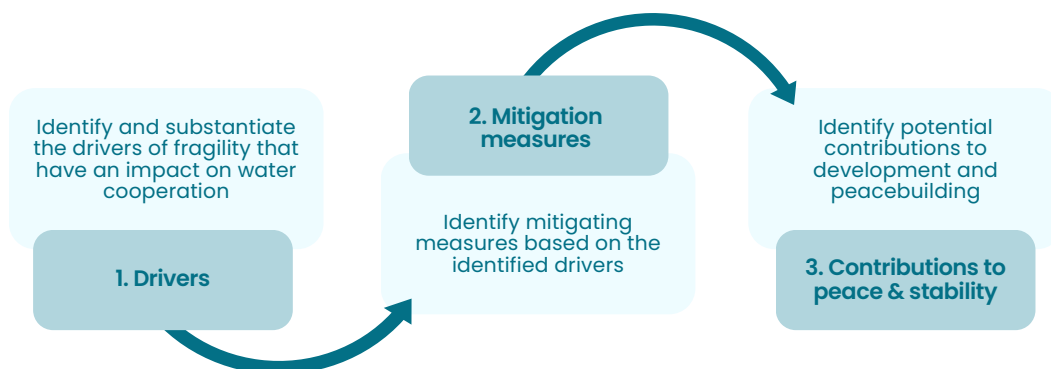 Identify and substantiate
the drivers of fragility that
have an impact on water
cooperation
1. Drivers
2. Mitigation
measures
Identify mitigating
measures based on the
identified drivers
Identify potential
contributions to
development and
peacebuilding
3. Contributions to
peace & stability